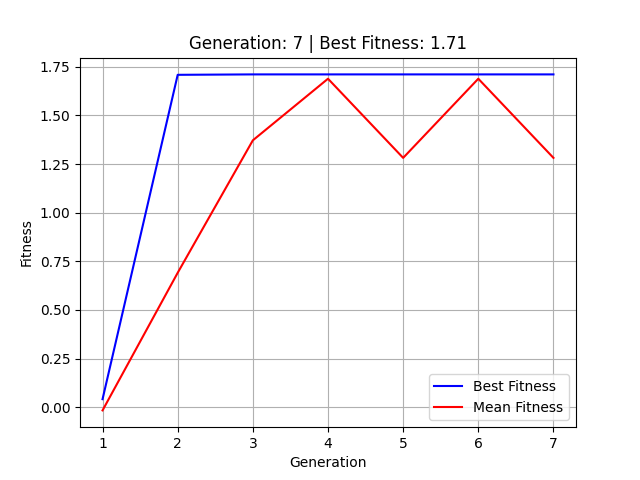 Generation: 7 | Best Fitness: 1.71
1.75
1.50
1.25
1.00
0.75
0.50
0.25
0.00
Fitness
Best Fitness
Mean Fitness
1 2 3 4 5 6 7
Generation